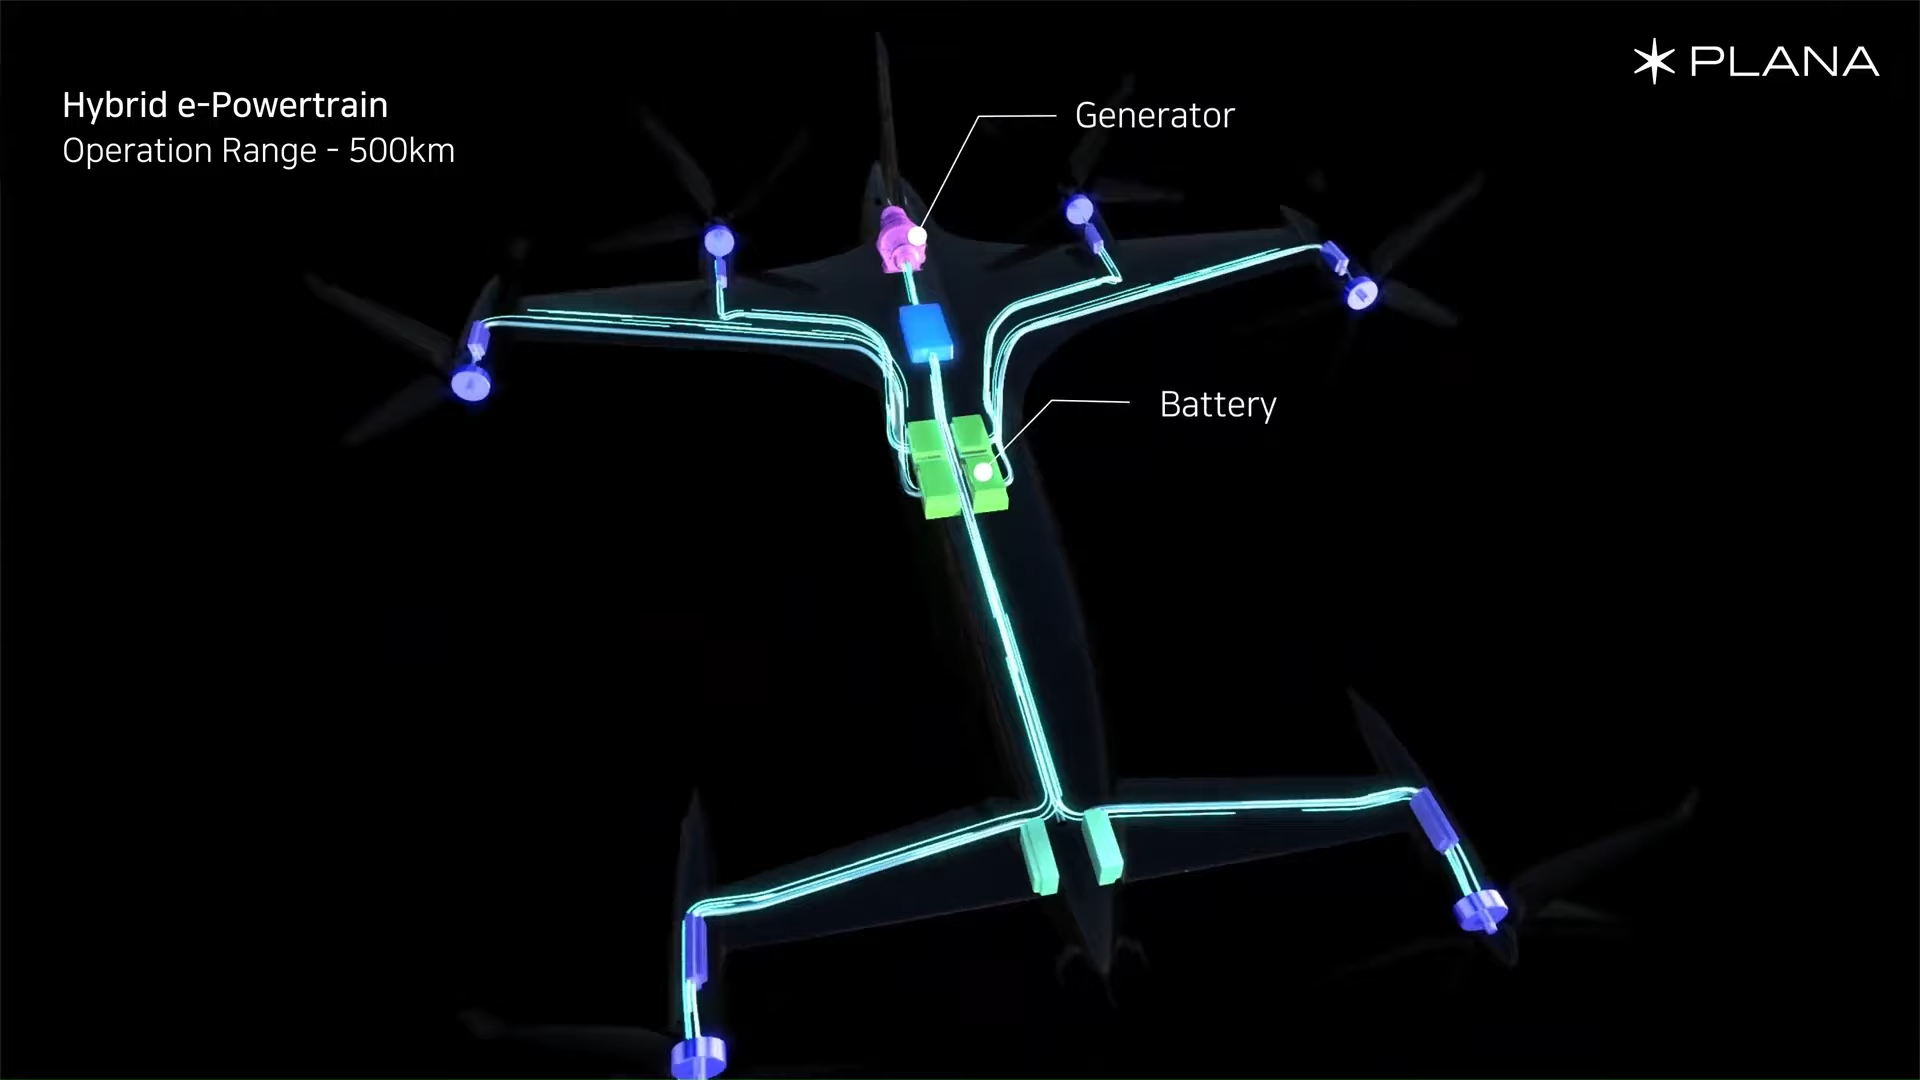 PLANA
Hybrid e-Powertrain
Operation Range - 500km
Generator
Battery